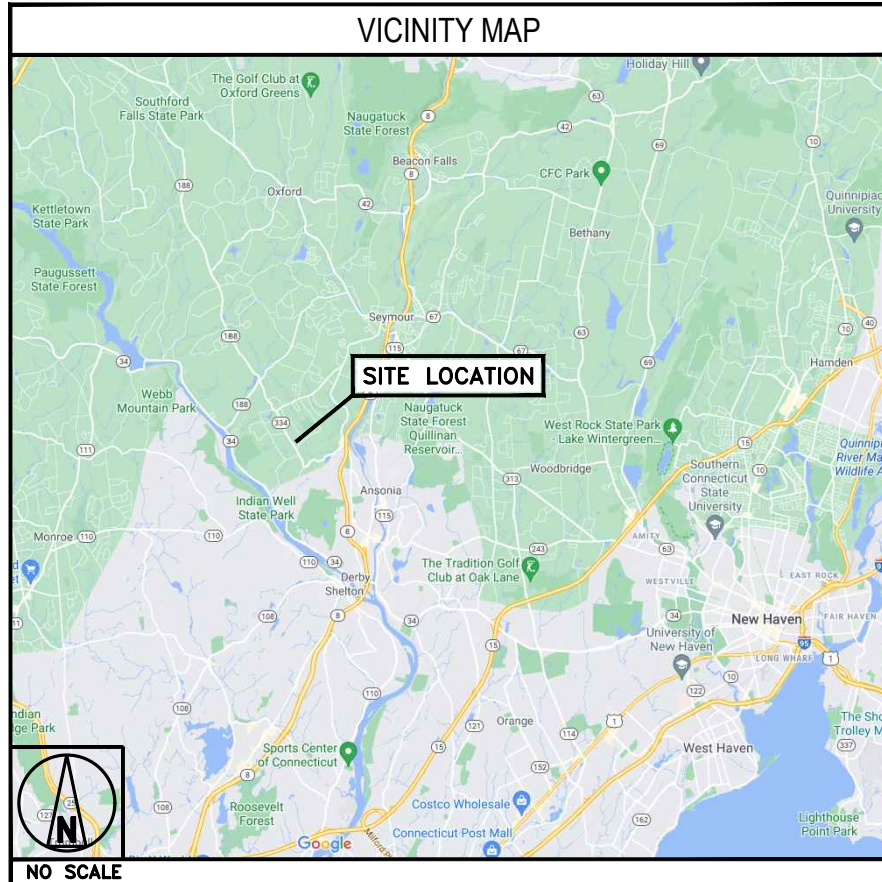 VICINITY MAP
Holiday Hill
The Golf Club at
Oxford Greens
63
Southford
Falls State Park
Naugatuck
State Forest
8
42
69
10
Beacon Falls
8
CFC Park
188
Oxford
42
Quinnipiac
University
Kettletown
State Park
Bethany
Paugussett
State Forest
Seymour
67
40
188
63
10
115
67
34
69
Hamden
SITE LOCATION
Webb
Mountain Park
188
Naugatuck
State Forest
Quillinan
Reservoir...
334
West Rock State Park
- Lake Wintergreen...
34
15
111
Woodbridge
Southern
Connecticut
State
University
10
313
Ansonia
Indian Well
State Park
115
8
AMITY
Monroe
110
110
243
63
110
34
The Tradition Golf
Club at Oak Lane
EAST ROCK
Derby
Shelton
WESTVILLE
8
108
108
34
34
New Haven
FAIR HAVEN
University of
New Haven
15
95
LONG WHARF
1
10
110
122
108
121
Orange
1
114
15
West Haven
Sports Center
of Connecticut
337
152
8
25
108
127
Roosevelt
Forest
Costco Wholesale
162
Lighthouse
Point Park
Connecticut Post Mall
Google
N
NO SCALE